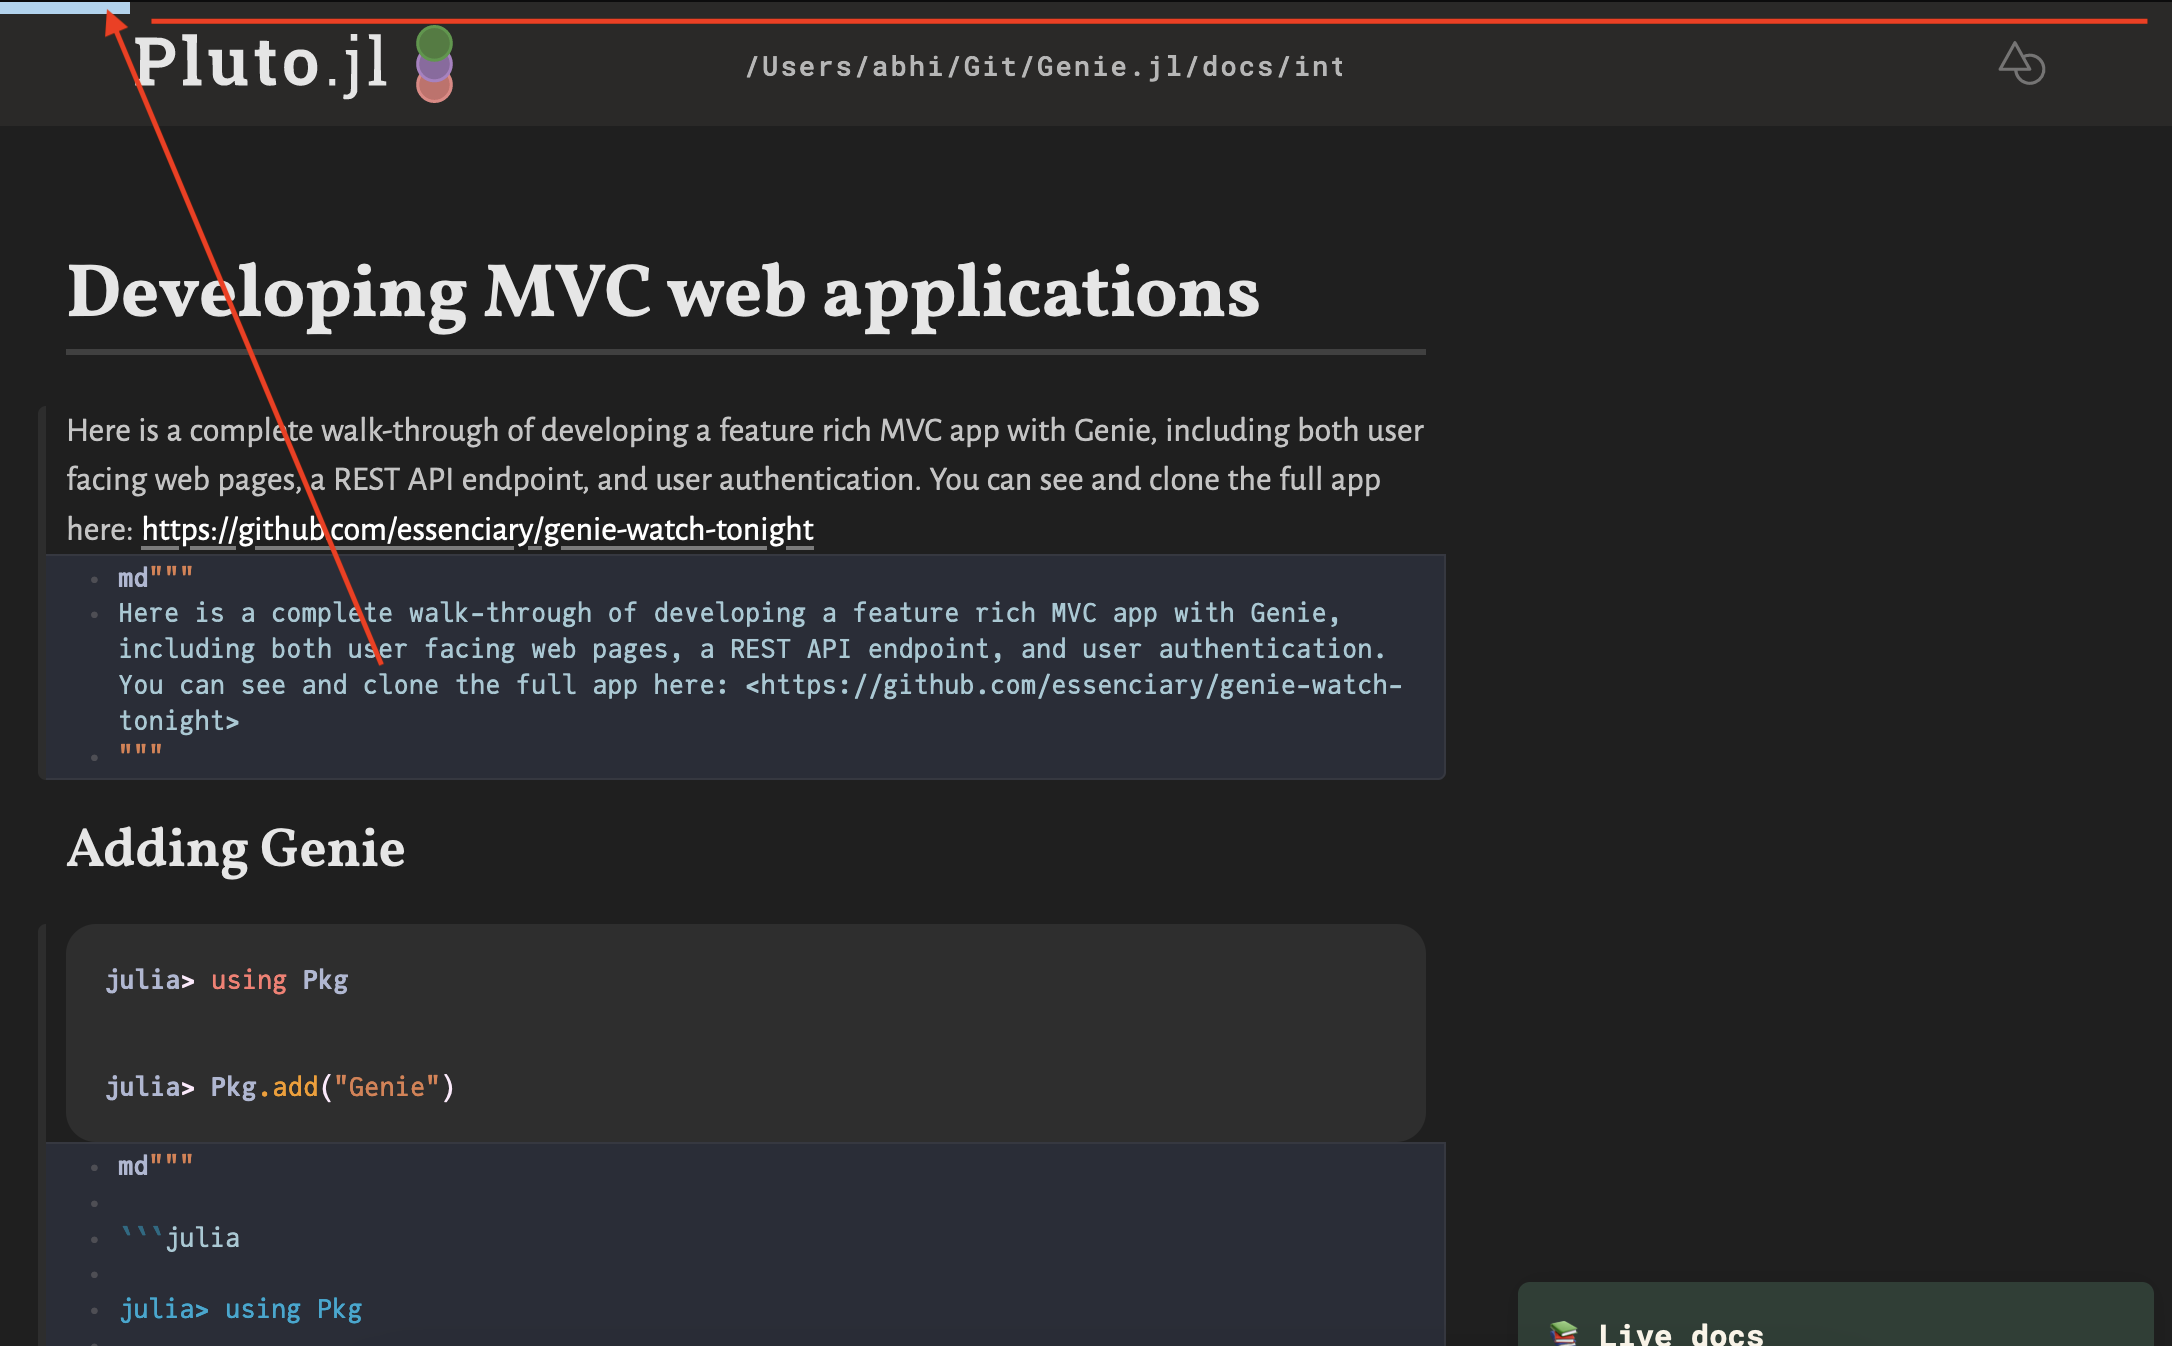 Pluto.jl
/Users/abhi/Git/Genie.jl/docs/int
Developing MVC web applications
Here is a complete walk-through of developing a feature rich MVC app with Genie, including both user
facing web pages, a REST API endpoint, and user authentication. You can see and clone the full app
here: https://github.com/essenciary/genie-watch-tonight
md"""
Here is a complete walk-through of developing a feature rich MVC app with Genie,
including both user facing web pages, a REST API endpoint, and user authentication.
You can see and clone the full app here: <https://github.com/essenciary/genie-watch-
tonight>
"""
Adding Genie
julia> using Pkg
julia> Pkg.add("Genie")
md"""
```julia
julia> using Pkg
Live docs